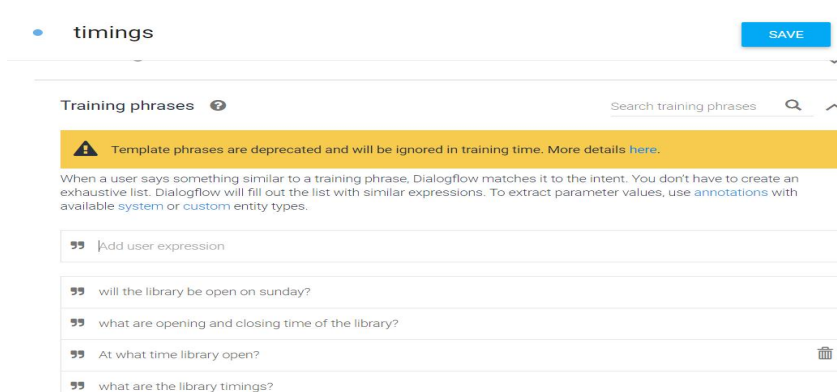 timings
SAVE
Training phrases
Search training phrases
Template phrases are deprecated and will be ignored in training time. More details here.
When a user says something similar to a training phrase, Dialogflow matches it to the intent. You don't have to create an
exhaustive list. Dialogflow will fill out the list with similar expressions. To extract parameter values, use annotations with
available system or custom entity types.
Add user expression
will the library be open on sunday?
what are opening and closing time of the library?
At what time library open?
what are the library timings?